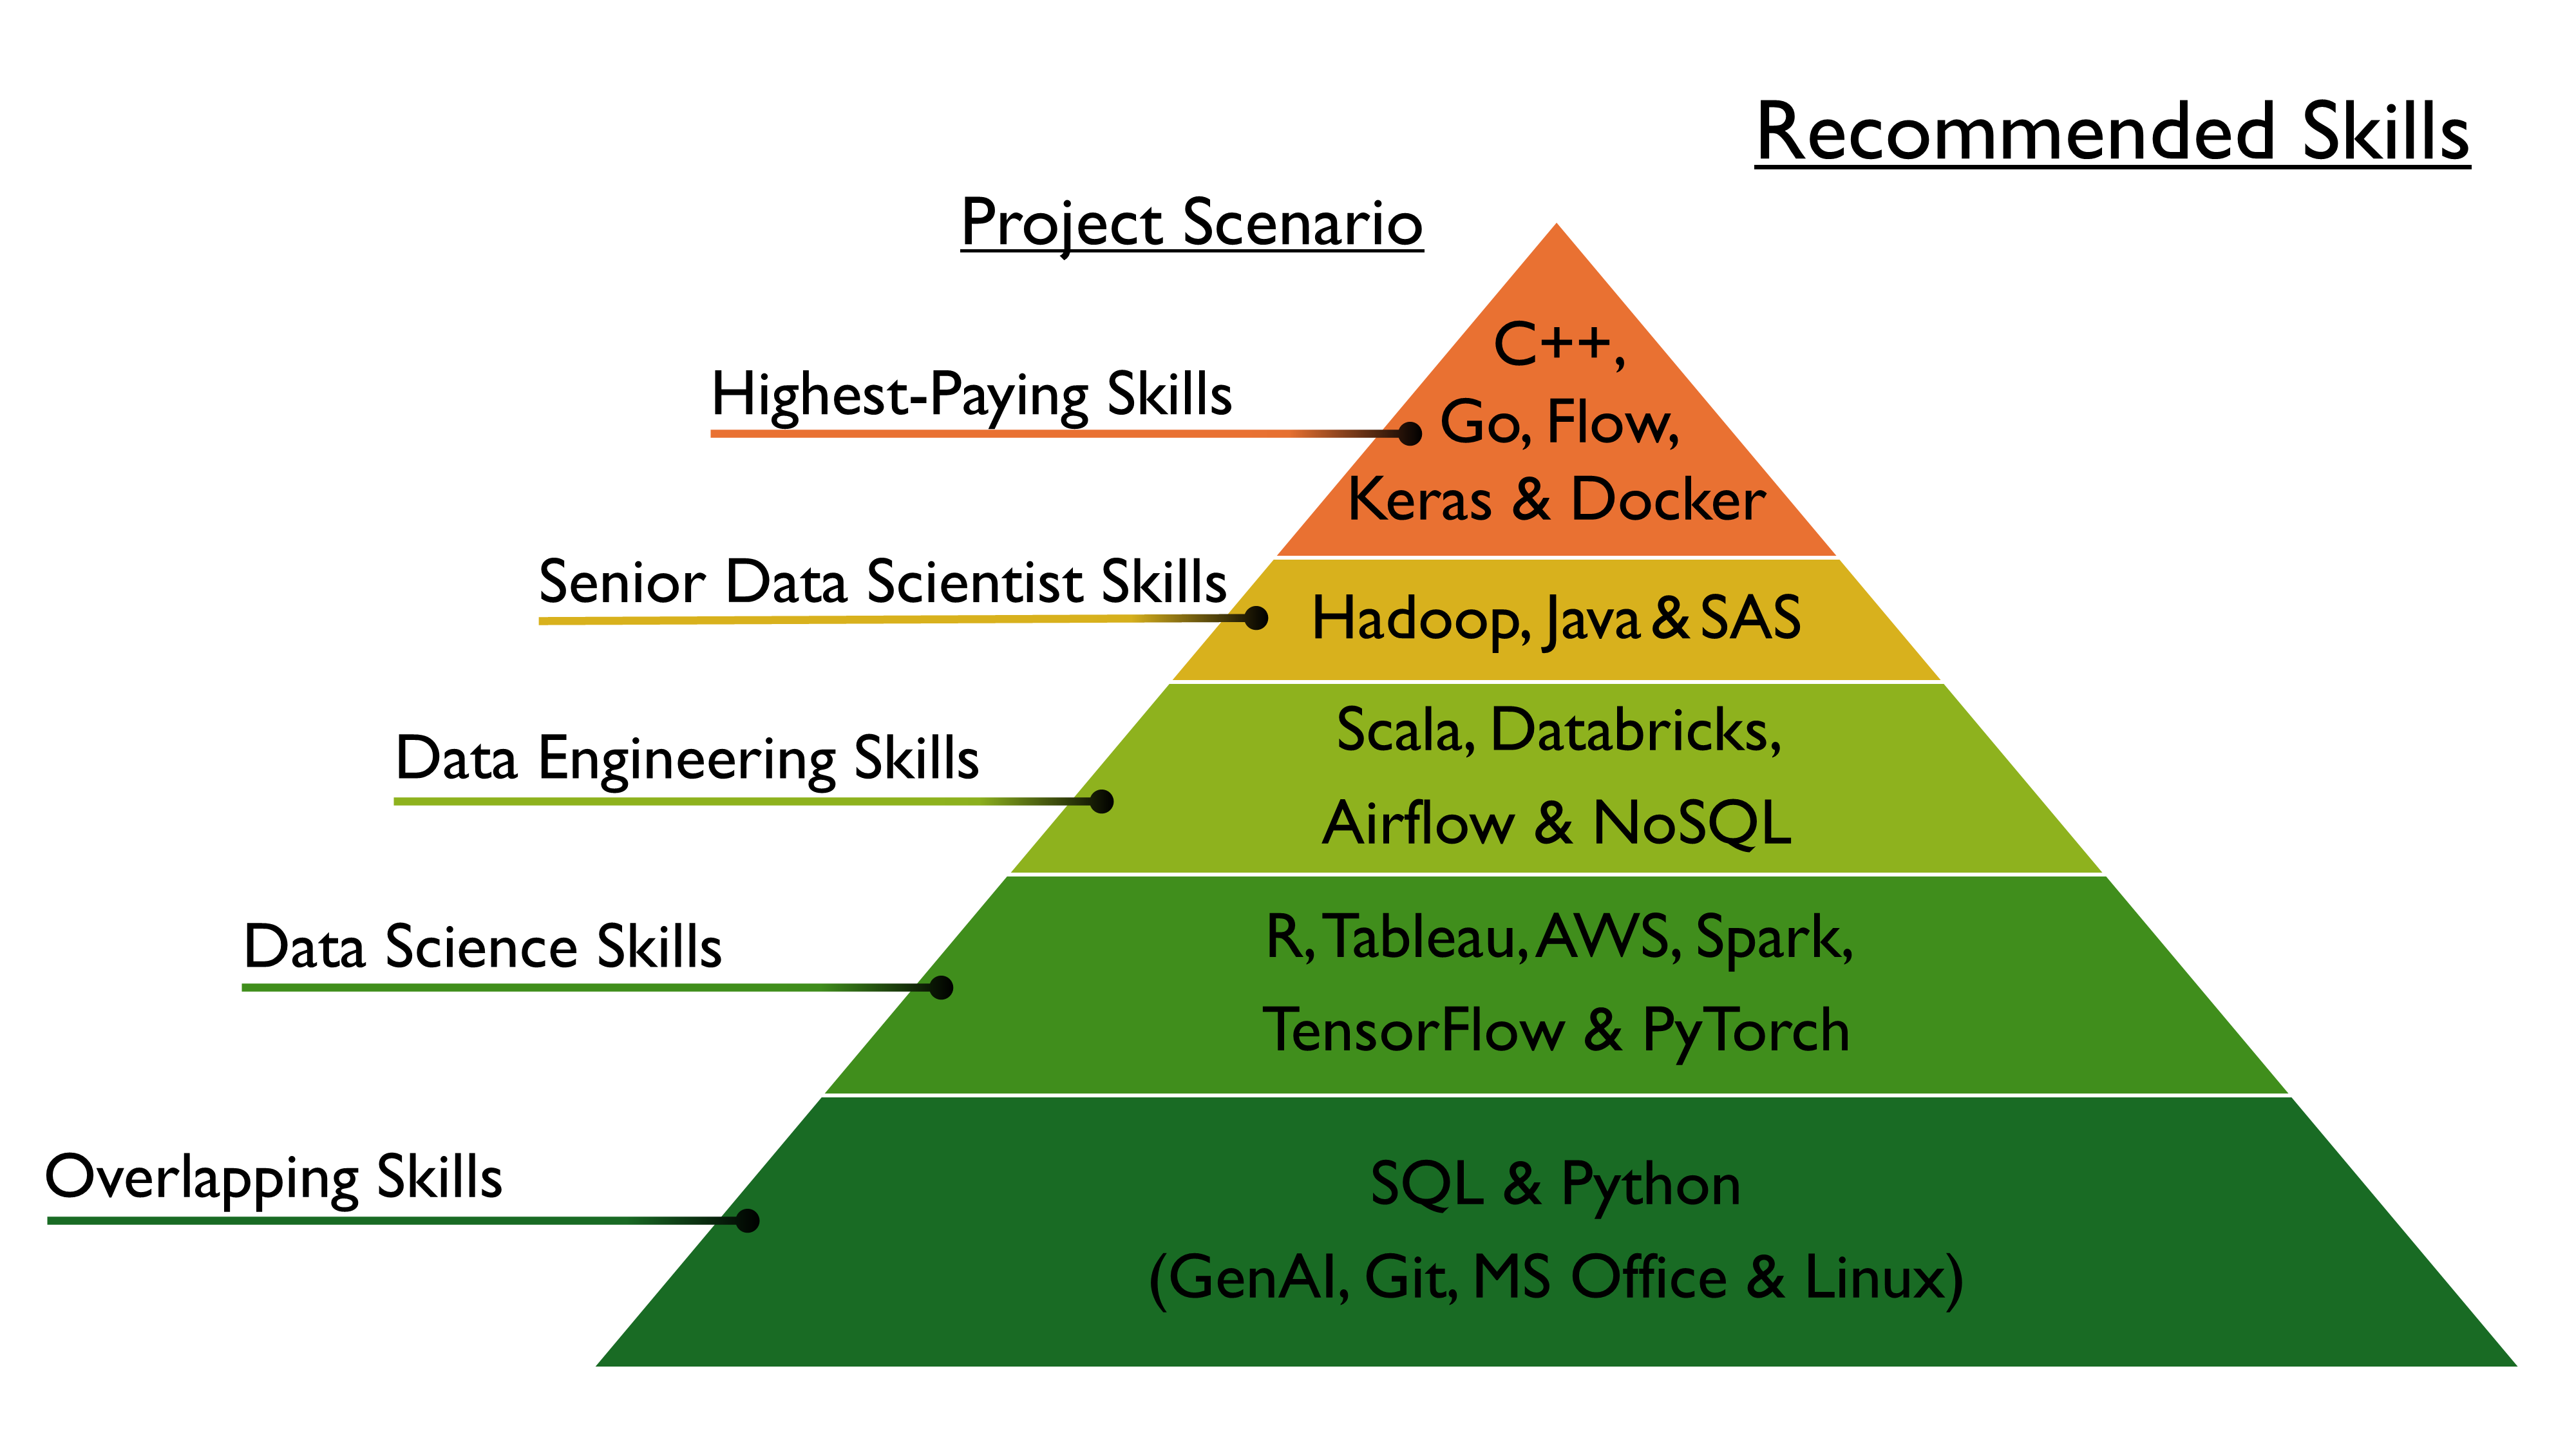 Recommended Skills
Project Scenario
Highest-Paying Skills
C++,
Go, Flow,
Keras & Docker
Senior Data Scientist Skills
Hadoop, Java & SAS
Data Engineering Skills
Scala, Databricks,
Airflow & NoSQL
Data Science Skills
R, Tableau, AWS, Spark,
TensorFlow & PyTorch
Overlapping Skills
SQL & Python
(GenAI, Git, MS Office & Linux)